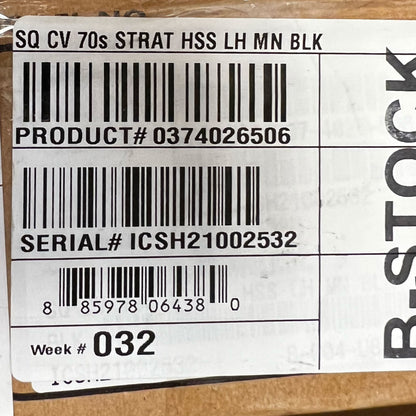 SQ CV 70s STRAT HSS LH MN BLK
PRODUCT# 0374026506
SERIAL# ICSH21002532
8 85978 06438 0
Week # 032
B-STOCK